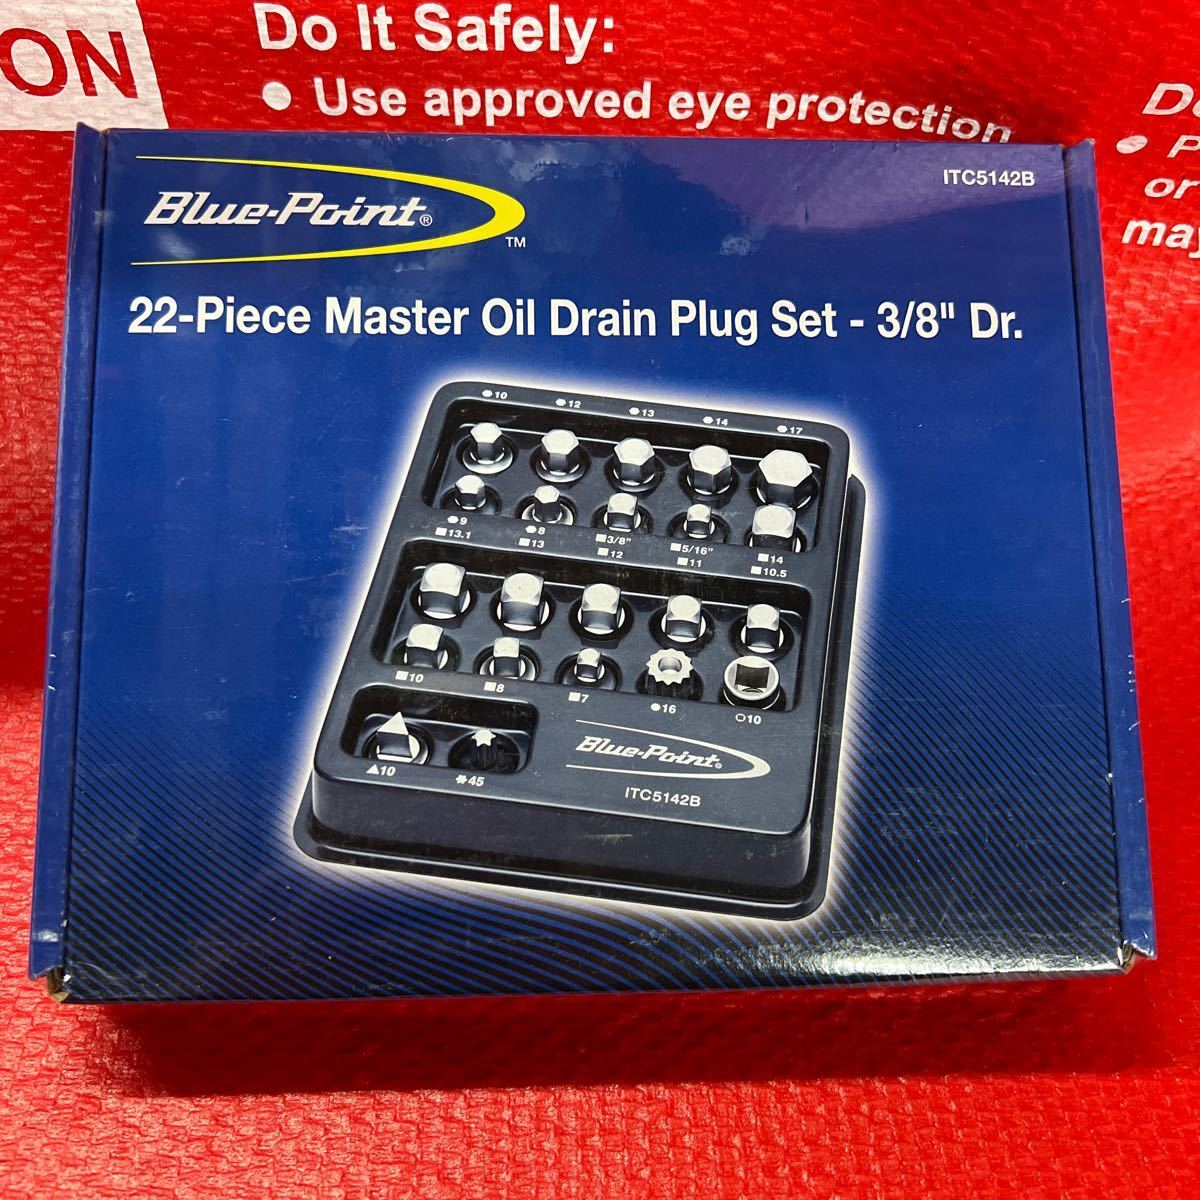 ON
Do It Safely:
● Use approved eye protection
D
● P
or
may
Blue-Point®
™
ITC5142B
22-Piece Master Oil Drain Plug Set - 3/8" Dr.
⬢10 ⬢12 ⬢13 ⬢14 ⬢17
⬢9 ⬢8 ■3/8" ■5/16" ■14
■13.1 ■13 ■12 ■11 ■10.5
■10 ■8 ■7 16 10
▲10 45
Blue-Point®
ITC5142B